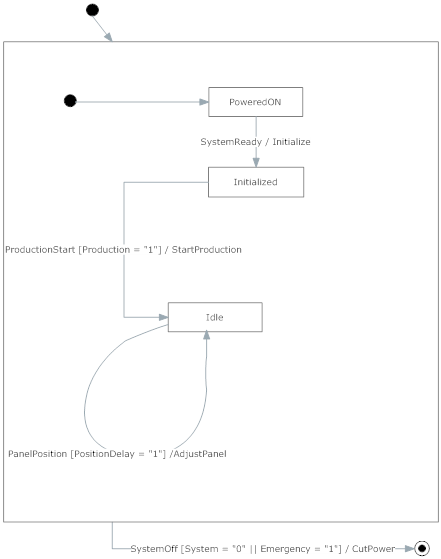 PoweredON
SystemReady / Initialize
Initialized
ProductionStart [Production = "1"] / StartProduction
Idle
PanelPosition [PositionDelay = "1"] /AdjustPanel
SystemOff [System = "0" || Emergency = "1"] / CutPower